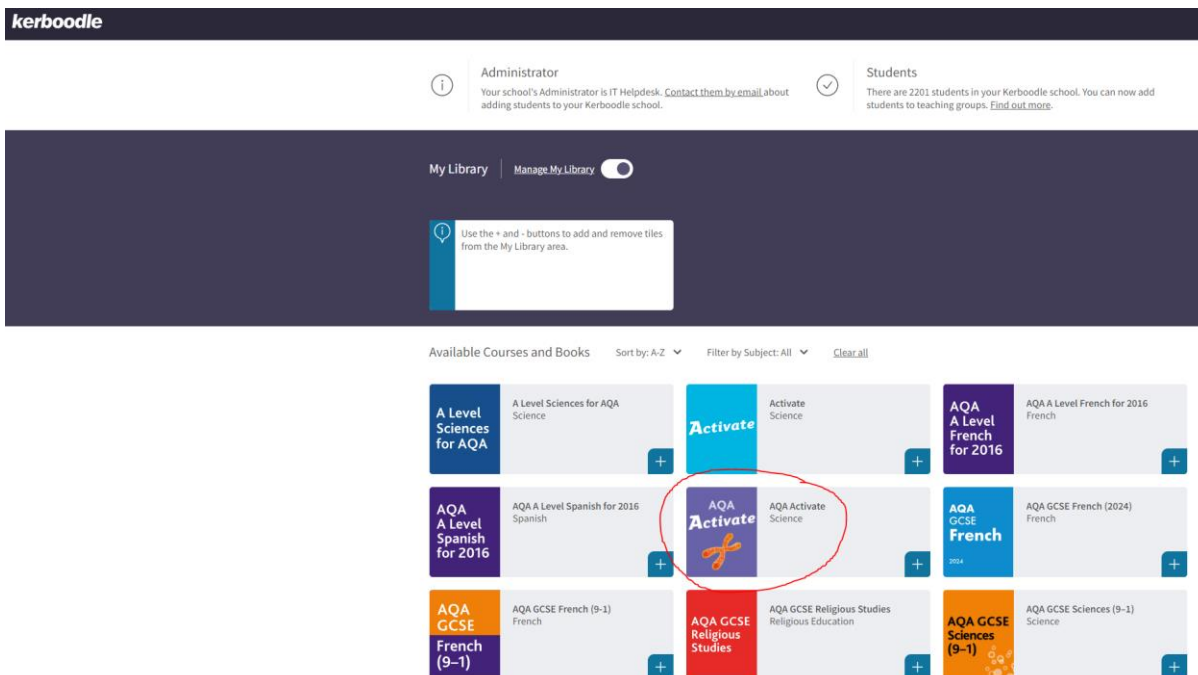 kerboodle
Administrator
Your school's Administrator is IT Helpdesk. Contact them by email about
adding students to your Kerboodle school.
Students
There are 2201 students in your Kerboodle school. You can now add
students to teaching groups. Find out more.
My Library
Manage My Library
Use the + and - buttons to add and remove tiles
from the My Library area.
Available Courses and Books
Sort by: A-Z
Filter by Subject: All
Clear all
A Level
Sciences
for AQA
A Level Sciences for AQA
Science
+
Activate
Activate
Science
+
AQA
A Level
French
for 2016
AQA A Level French for 2016
French
+
AQA
A Level
Spanish
for 2016
AQA A Level Spanish for 2016
Spanish
+
AQA
Activate
AQA Activate
Science
+
AQA
GCSE
French
2024
AQA GCSE French (2024)
French
+
AQA
GCSE
French
(9–1)
AQA GCSE French (9-1)
French
+
AQA GCSE
Religious
Studies
AQA GCSE Religious Studies
Religious Education
+
AQA GCSE
Sciences
(9–1)
AQA GCSE Sciences (9–1)
Science
+